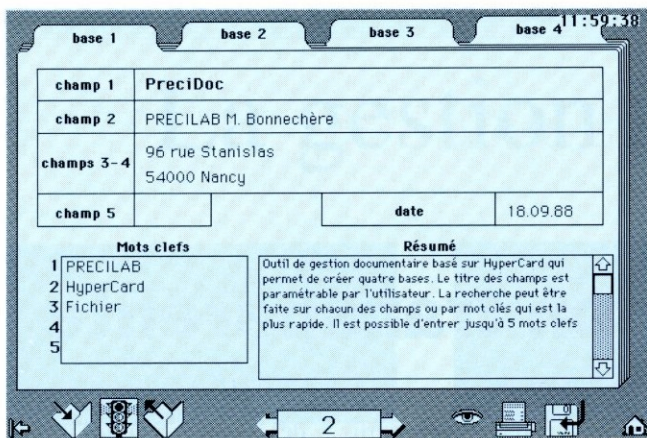 11:59:38
base 1
base 2
base 3
base 4
champ 1
PreciDoc
champ 2
PRECILAB M. Bonnechère
champs 3-4
96 rue Stanislas
54000 Nancy
champ 5
date
18.09.88
Mots clefs
1 PRECILAB
2 HyperCard
3 Fichier
4
5
Résumé
Outil de gestion documentaire basé sur HyperCard qui
permet de créer quatre bases. Le titre des champs est
paramétrable par l'utilisateur. La recherche peut être
faite sur chacun des champs ou par mot clés qui est la
plus rapide. Il est possible d'entrer jusqu'à 5 mots clefs
2